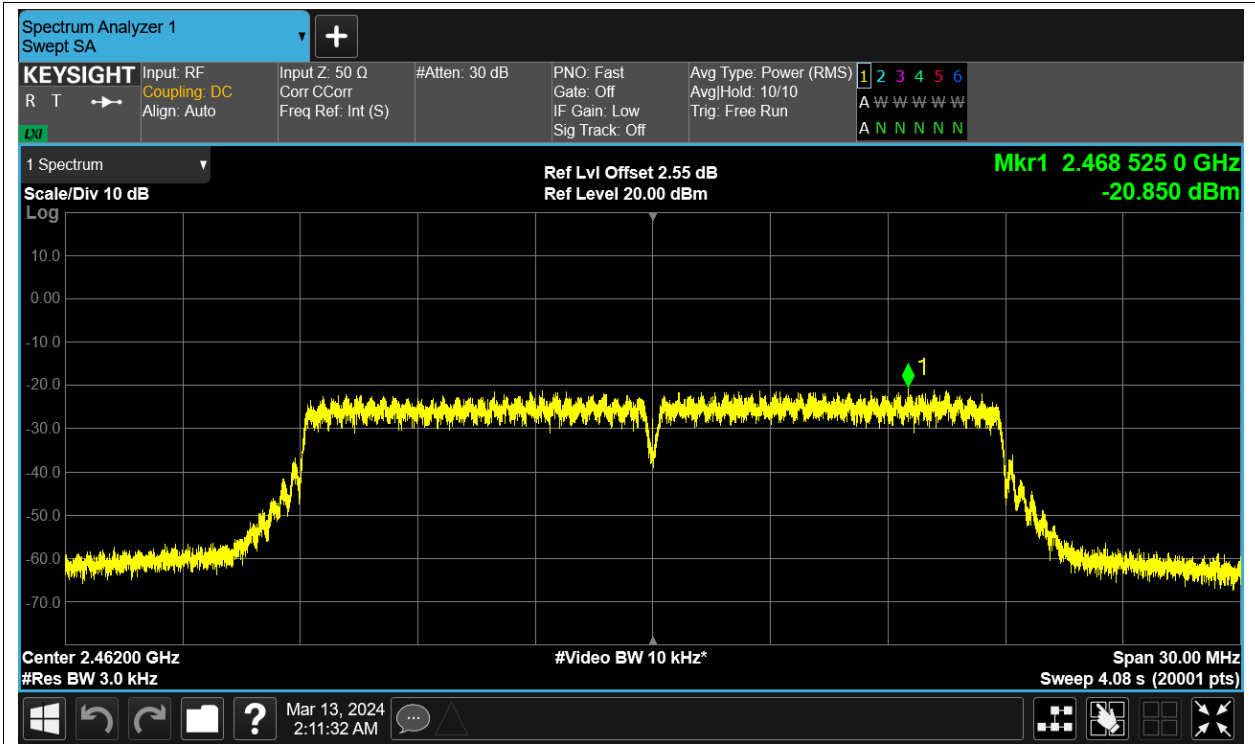 Spectrum Analyzer 1
Swept SA
KEYSIGHT
R T
LXI
Input: RF
Coupling: DC
Align: Auto
Input Z: 50 Ω
Corr CCorr
Freq Ref: Int (S)
#Atten: 30 dB
PNO: Fast
Gate: Off
IF Gain: Low
Sig Track: Off
Avg Type: Power (RMS)
Avg|Hold: 10/10
Trig: Free Run
1 2 3 4 5 6
A W W W W W
A N N N N N
1 Spectrum
Scale/Div 10 dB
Log
Ref Lvl Offset 2.55 dB
Ref Level 20.00 dBm
Mkr1 2.468 525 0 GHz
-20.850 dBm
10.0
0.00
-10.0
-20.0
-30.0
-40.0
-50.0
-60.0
-70.0
1
Center 2.46200 GHz
#Res BW 3.0 kHz
#Video BW 10 kHz*
Span 30.00 MHz
Sweep 4.08 s (20001 pts)
?
Mar 13, 2024
2:11:32 AM